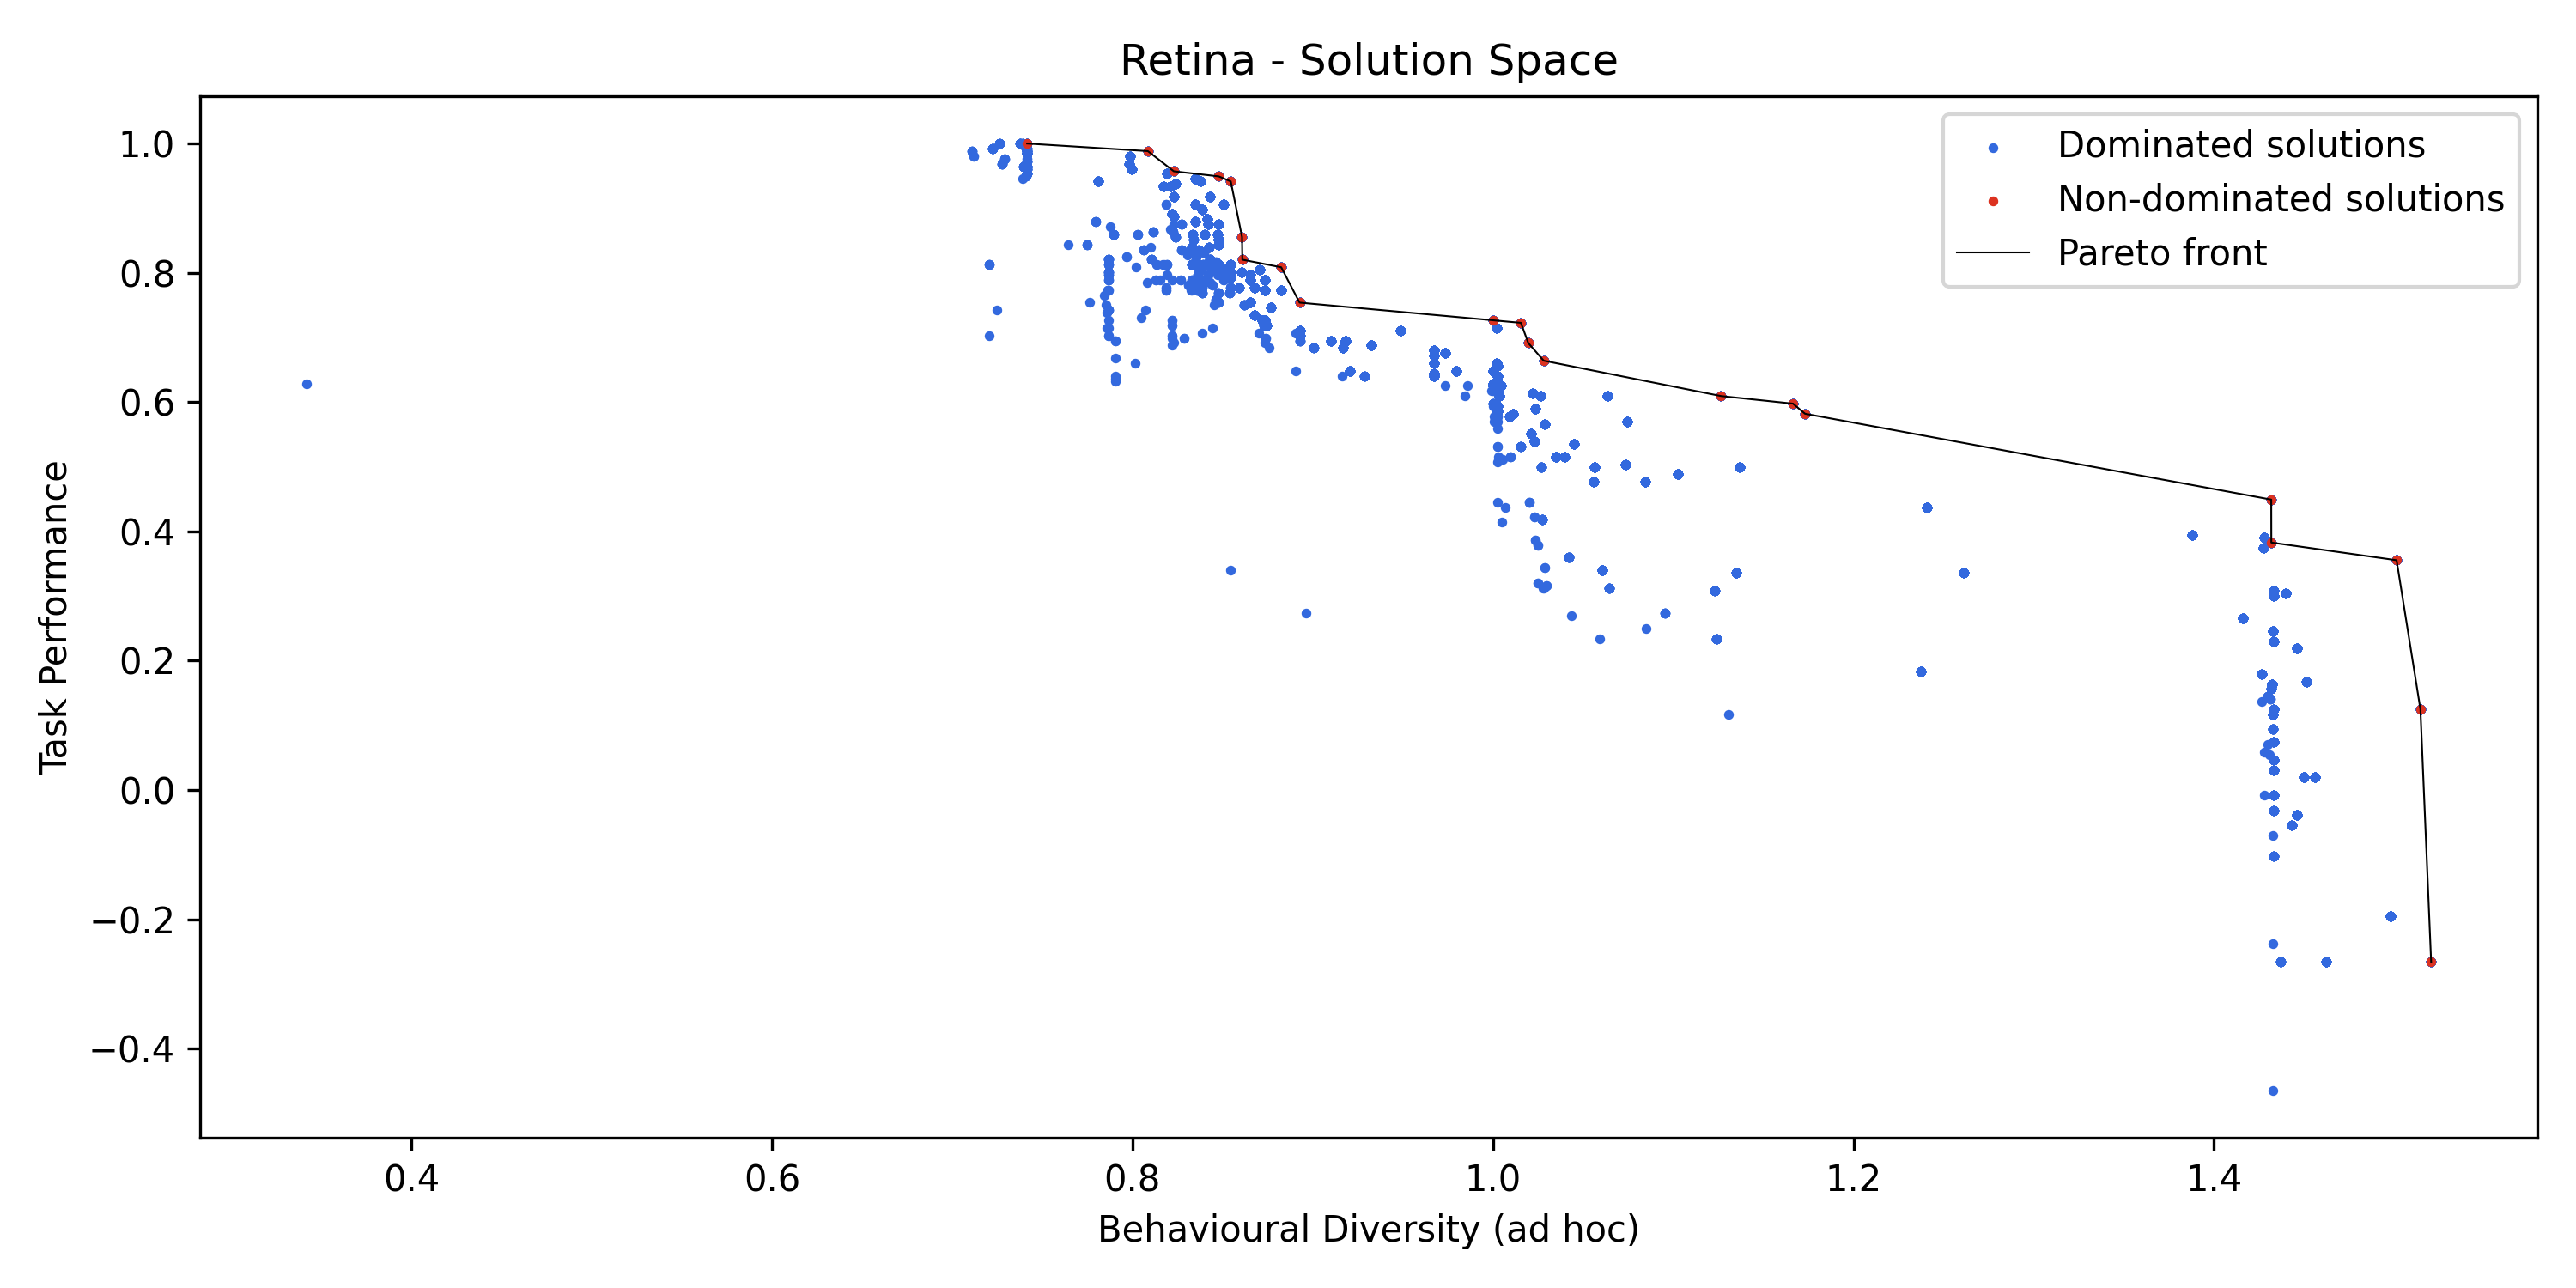 Retina - Solution Space
Dominated solutions
Non-dominated solutions
Pareto front
Task Performance
1.0
0.8
0.6
0.4
0.2
0.0
−0.2
−0.4
0.4 0.6 0.8 1.0 1.2 1.4
Behavioural Diversity (ad hoc)